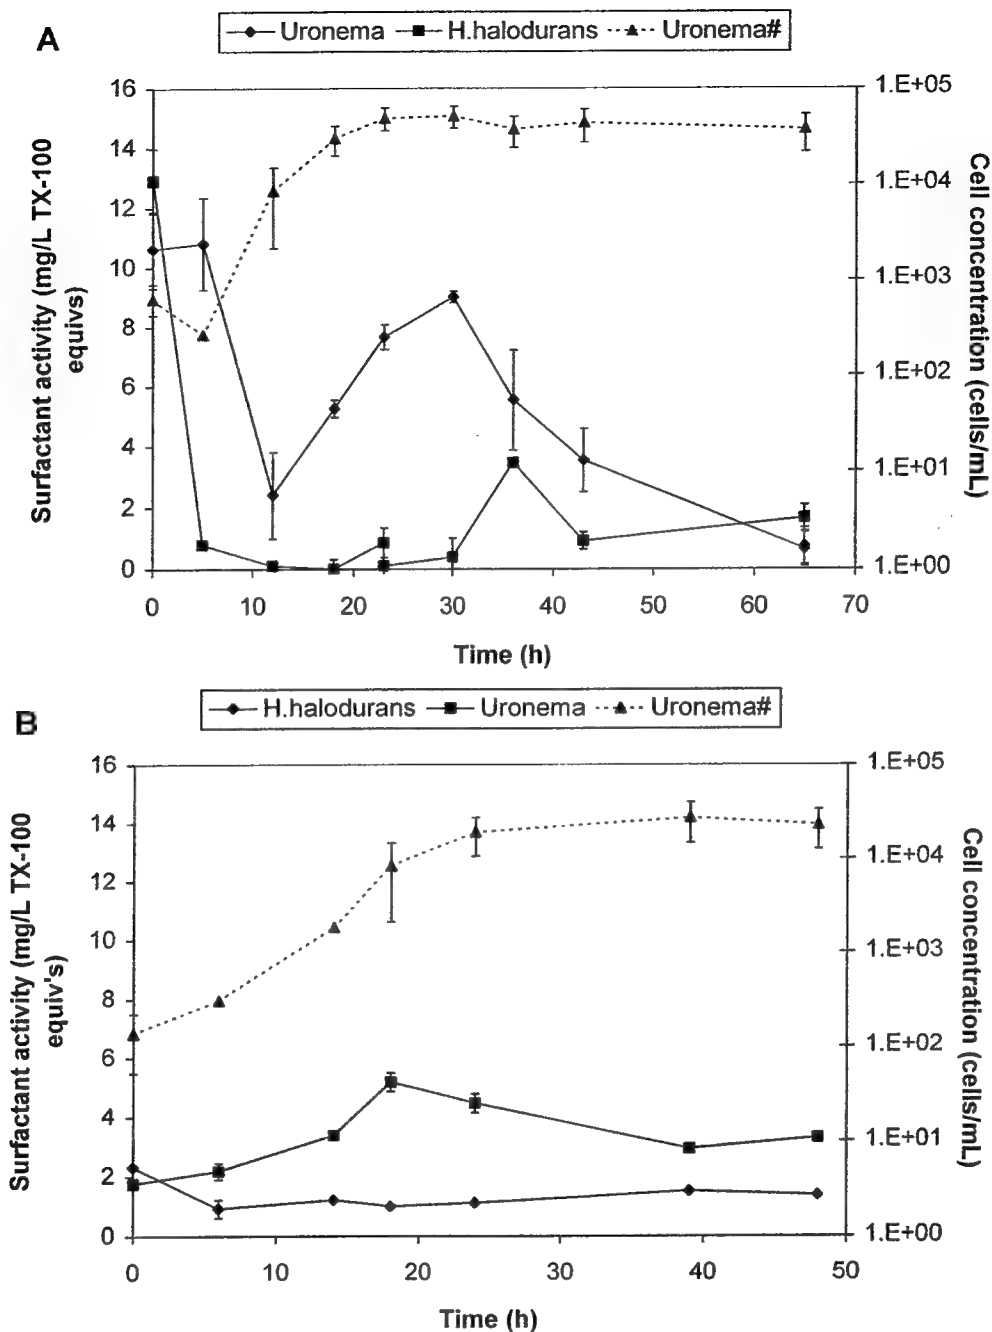 A
Uronema H.halodurans Uronema#
16 1.E+05
14
12 1.E+04
10 1.E+03
8
6 1.E+02
4 1.E+01
2
0 1.E+00
Surfactant activity (mg/L TX-100
equivs)
Cell concentration (cells/mL)
0 10 20 30 40 50 60 70
Time (h)
B
H.halodurans Uronema Uronema#
16 1.E+05
14
12 1.E+04
10 1.E+03
8
6 1.E+02
4 1.E+01
2
0 1.E+00
Surfactant activity (mg/L TX-100
equiv's)
Cell concentration (cells/mL)
0 10 20 30 40 50
Time (h)